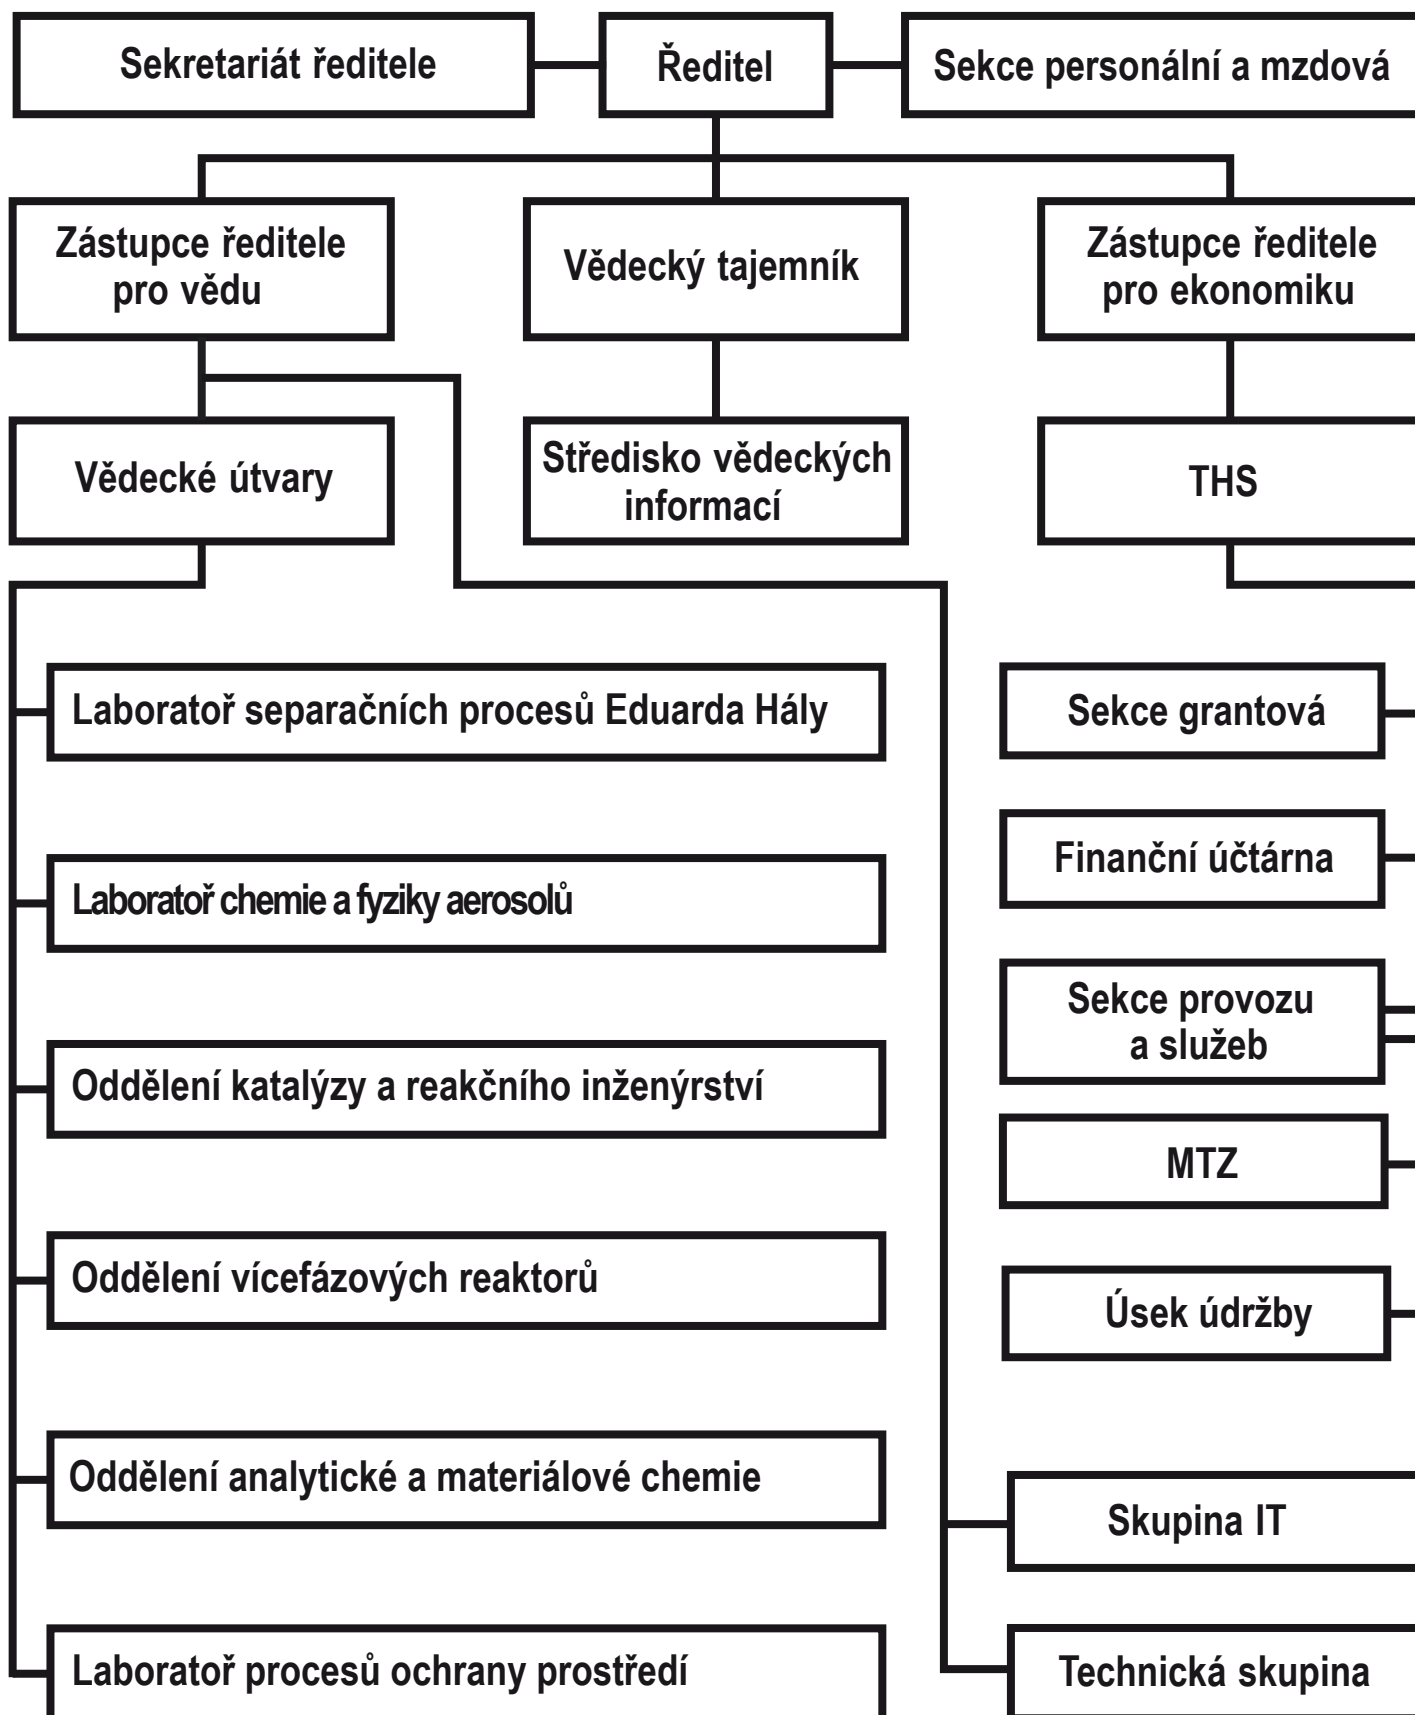 Sekretariát ředitele
Ředitel
Sekce personální a mzdová
Zástupce ředitele
pro vědu
Vědecký tajemník
Zástupce ředitele
pro ekonomiku
Vědecké útvary
Středisko vědeckých
informací
THS
Laboratoř separačních procesů Eduarda Hály
Sekce grantová
Laboratoř chemie a fyziky aerosolů
Finanční účtárna
Sekce provozu
a služeb
Oddělení katalýzy a reakčního inženýrství
MTZ
Oddělení vícefázových reaktorů
Úsek údržby
Oddělení analytické a materiálové chemie
Skupina IT
Laboratoř procesů ochrany prostředí
Technická skupina